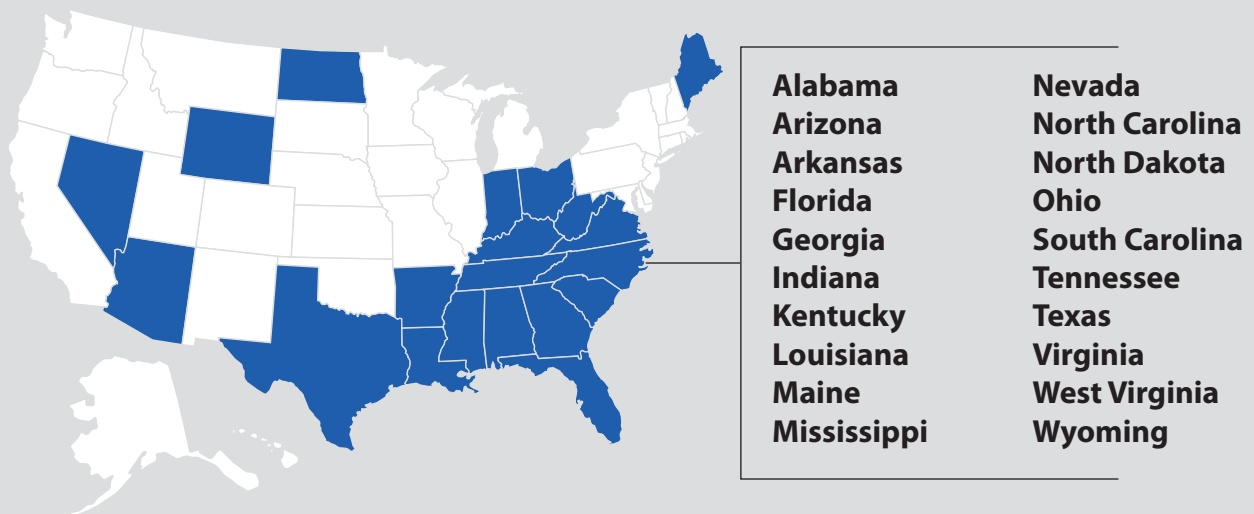 Alabama
Arizona
Arkansas
Florida
Georgia
Indiana
Kentucky
Louisiana
Maine
Mississippi
Nevada
North Carolina
North Dakota
Ohio
South Carolina
Tennessee
Texas
Virginia
West Virginia
Wyoming